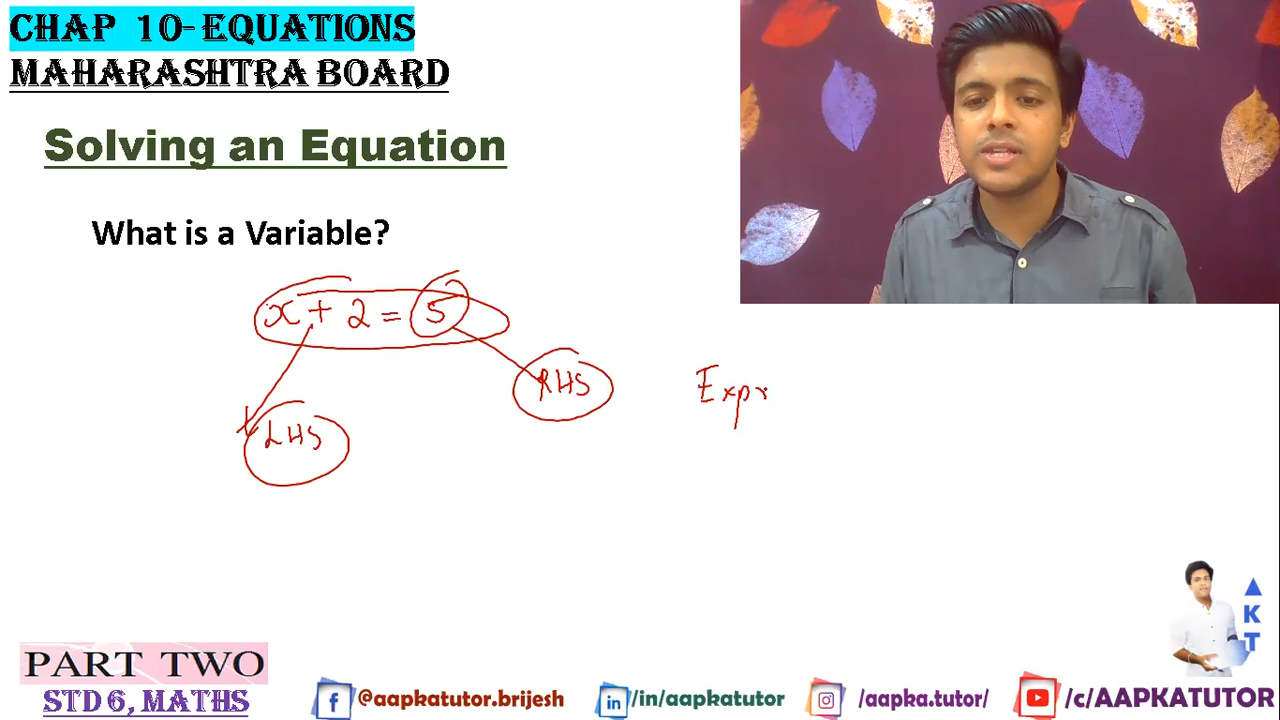 CHAP 10-EQUATIONS
MAHARASHTRA BOARD
Solving an Equation
What is a Variable?
x + 2 = 5
RHS
Expr
LHS
AKT
PART TWO
STD 6, MATHS
@aapkatutor.brijesh
/in/aapkatutor
/aapka.tutor/
/c/AAPKATUTOR